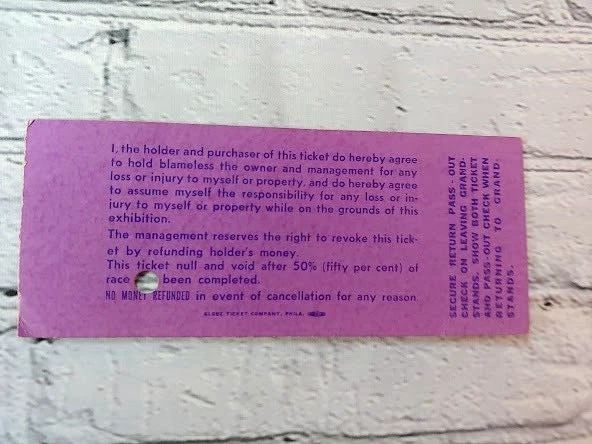 I, the holder and purchaser of this ticket do hereby agree
to hold blameless the owner and management for any
loss or injury to myself or property, and do hereby agree
to assume myself the responsibility for any loss or in-
jury to myself or property while on the grounds of this
exhibition.
The management reserves the right to revoke this tick-
et by refunding holder's money.
This ticket null and void after 50% (fifty per cent) of
race been completed.
NO MONEY REFUNDED in event of cancellation for any reason.
GLOBE TICKET COMPANY, PHILA.
SECURE RETURN PASS-OUT
CHECK ON LEAVING GRAND-
STANDS. SHOW BOTH TICKET
AND PASS-OUT CHECK WHEN
RETURNING TO GRAND-
STANDS.